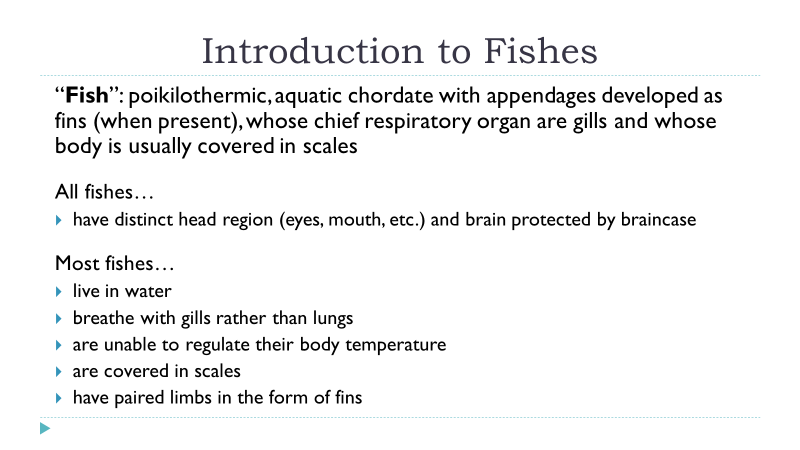 Introduction to Fishes
“Fish”: poikilothermic, aquatic chordate with appendages developed as
fins (when present), whose chief respiratory organ are gills and whose
body is usually covered in scales
All fishes…
have distinct head region (eyes, mouth, etc.) and brain protected by braincase
Most fishes…
live in water
breathe with gills rather than lungs
are unable to regulate their body temperature
are covered in scales
have paired limbs in the form of fins